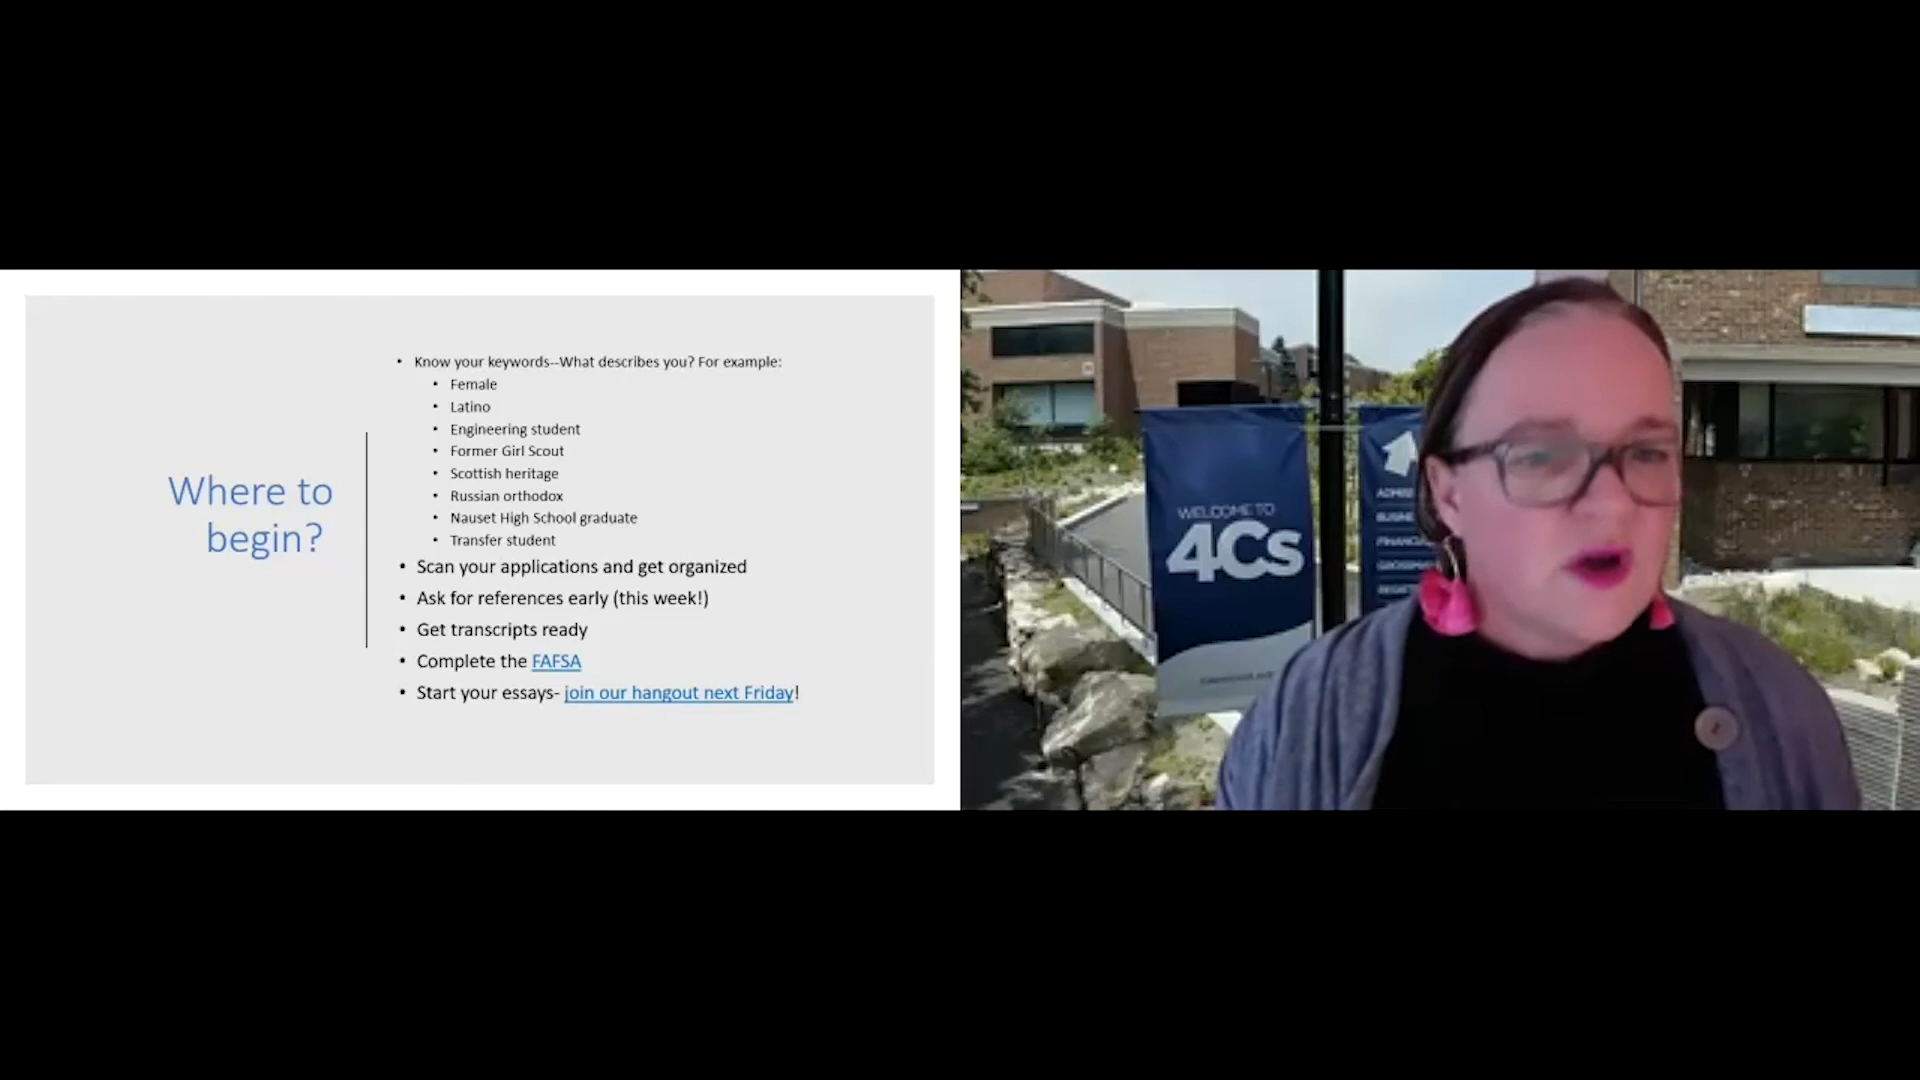 Where to
begin?
• Know your keywords--What describes you? For example:
• Female
• Latino
• Engineering student
• Former Girl Scout
• Scottish heritage
• Russian orthodox
• Nauset High School graduate
• Transfer student
• Scan your applications and get organized
• Ask for references early (this week!)
• Get transcripts ready
• Complete the FAFSA
• Start your essays- join our hangout next Friday!
WELCOME TO
4Cs